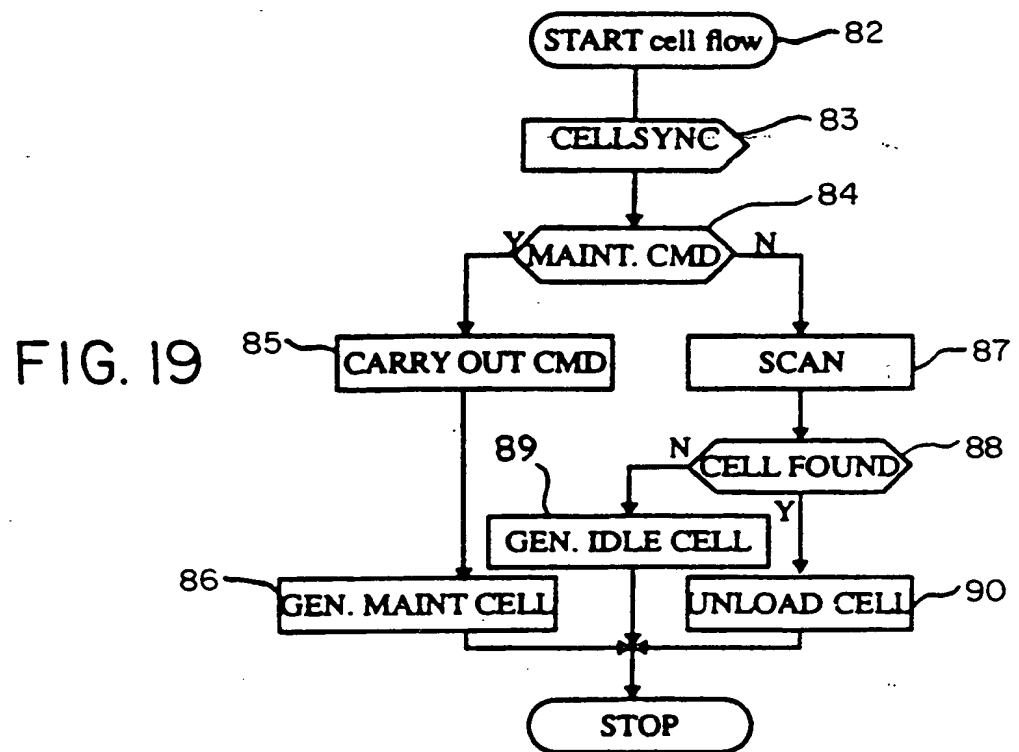 START cell flow
82
CELLSYNC
83
84
Y
MAINT. CMD
N
FIG. 19
85
CARRY OUT CMD
SCAN
87
89
N
CELL FOUND
88
Y
GEN. IDLE CELL
86
GEN. MAINT CELL
UNLOAD CELL
90
STOP